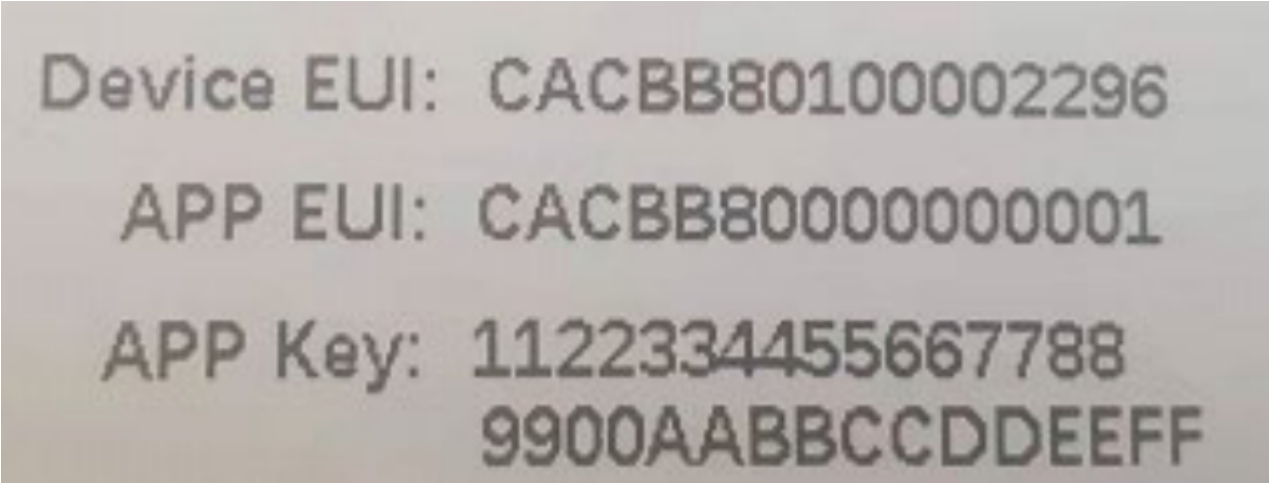 Device EUI: CACBB80100002296
APP EUI: CACBB80000000001
APP Key: 1122334455667788
9900AABBCCDDEEFF